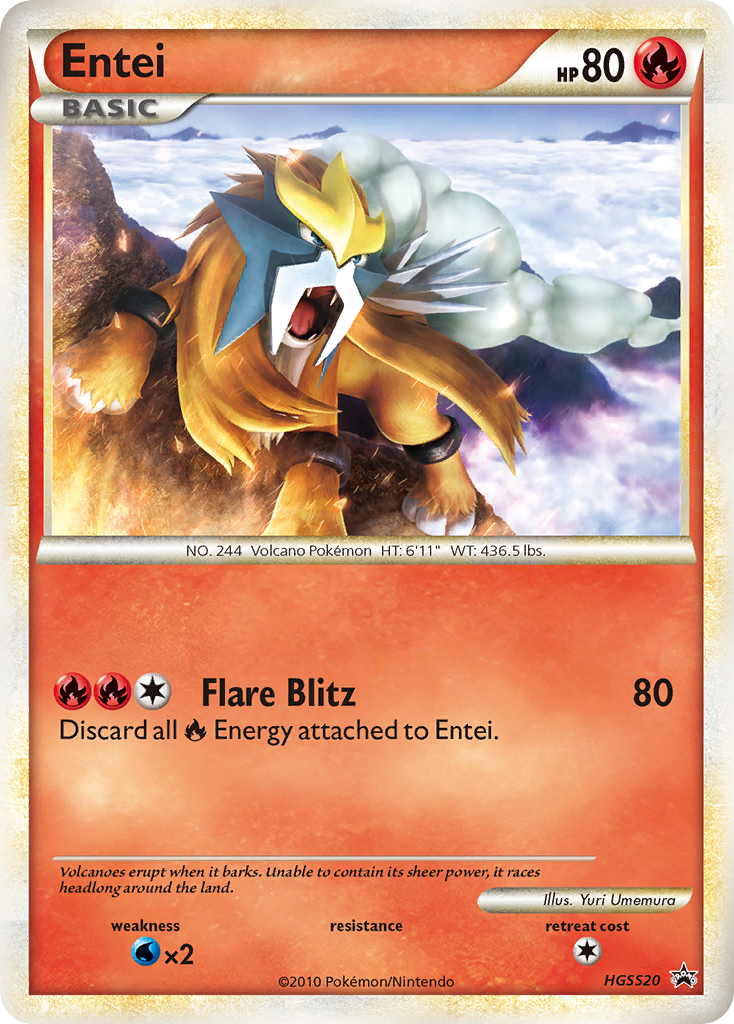 Entei
HP 80
BASIC
NO. 244 Volcano Pokémon HT: 6'11" WT: 436.5 lbs.
Flare Blitz 80
Discard all Energy attached to Entei.
Volcanoes erupt when it barks. Unable to contain its sheer power, it races
headlong around the land.
Illus. Yuri Umemura
weakness resistance retreat cost
×2
©2010 Pokémon/Nintendo HGSS20 PROMO